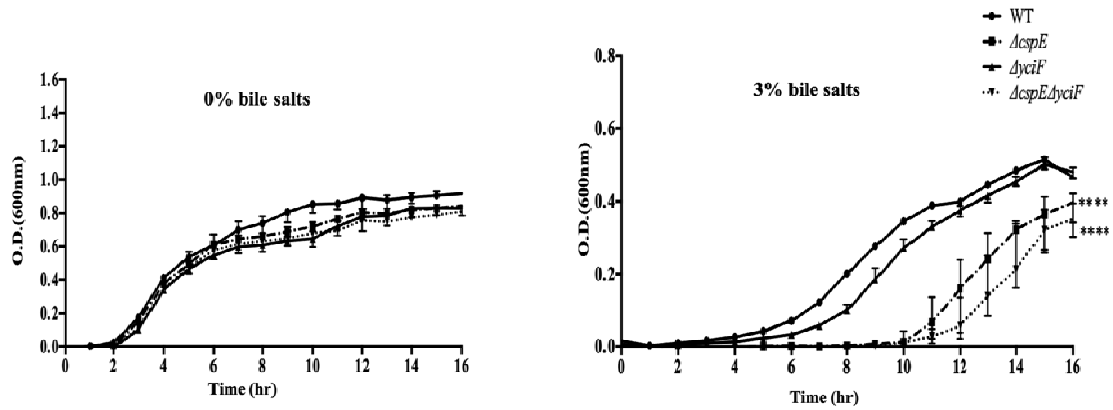 0% bile salts
O.D.(600nm)
1.6
1.4
1.2
1.0
0.8
0.6
0.4
0.2
0.0
0 2 4 6 8 10 12 14 16
Time (hr)
WT
ΔcspE
ΔyciF
ΔcspEΔyciF
3% bile salts
O.D.(600nm)
0.8
0.6
0.4
0.2
0.0
****
****
0 2 4 6 8 10 12 14 16
Time (hr)